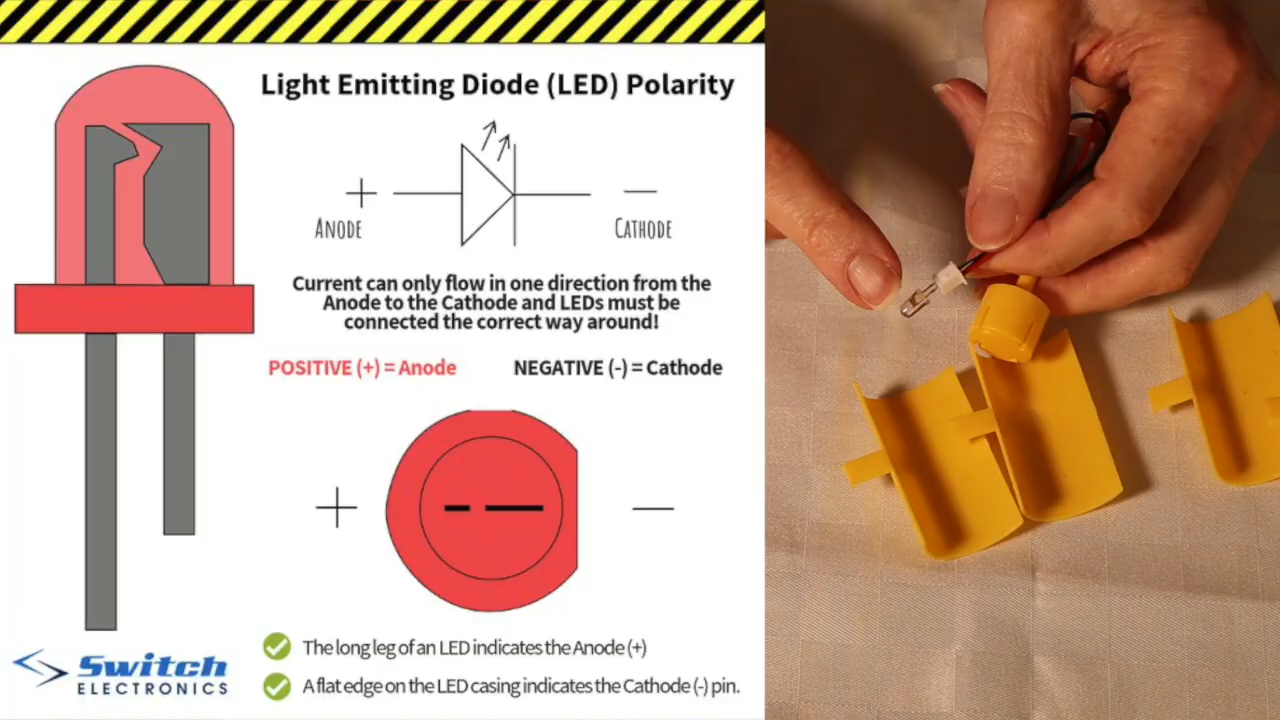 Light Emitting Diode (LED) Polarity
+ −
ANODE CATHODE
Current can only flow in one direction from the
Anode to the Cathode and LEDs must be
connected the correct way around!
POSITIVE (+) = Anode NEGATIVE (-) = Cathode
+ −
The long leg of an LED indicates the Anode (+)
A flat edge on the LED casing indicates the Cathode (-) pin.
Switch
ELECTRONICS